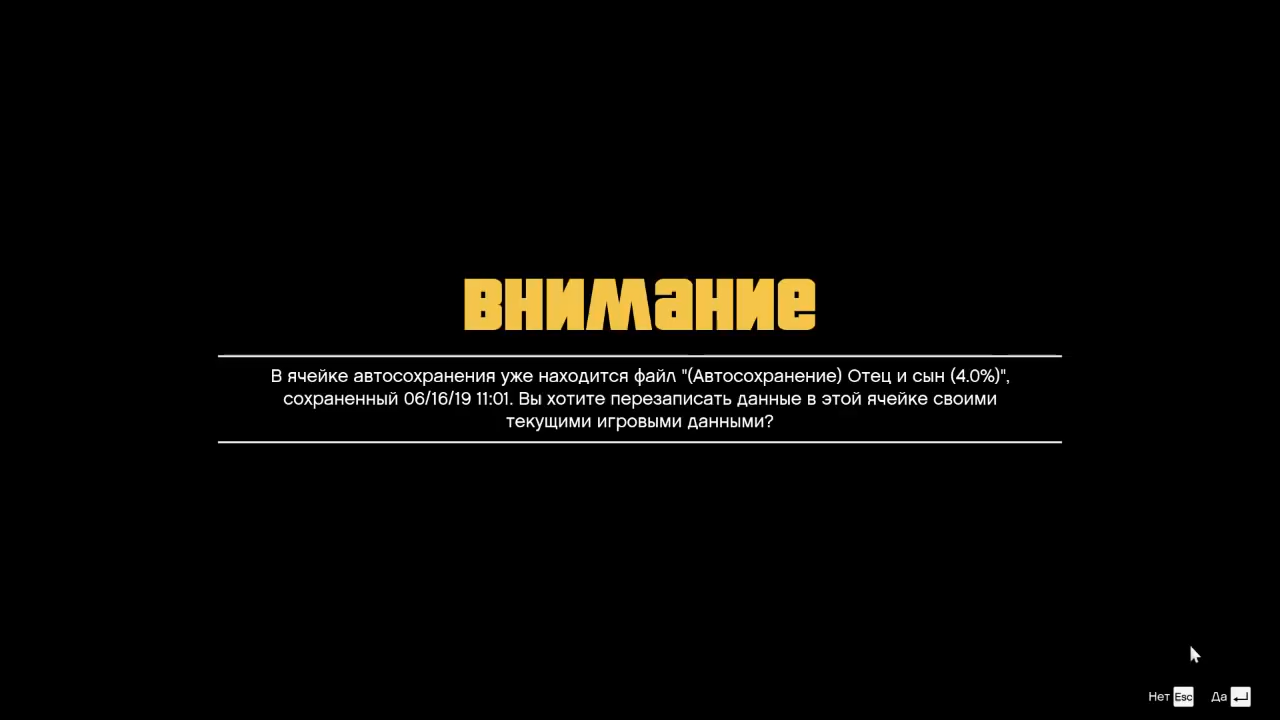 внимание
В ячейке автосохранения уже находится файл "(Автосохранение) Отец и сын (4.0%)",
сохраненный 06/16/19 11:01. Вы хотите перезаписать данные в этой ячейке своими
текущими игровыми данными?
Нет Esc Да